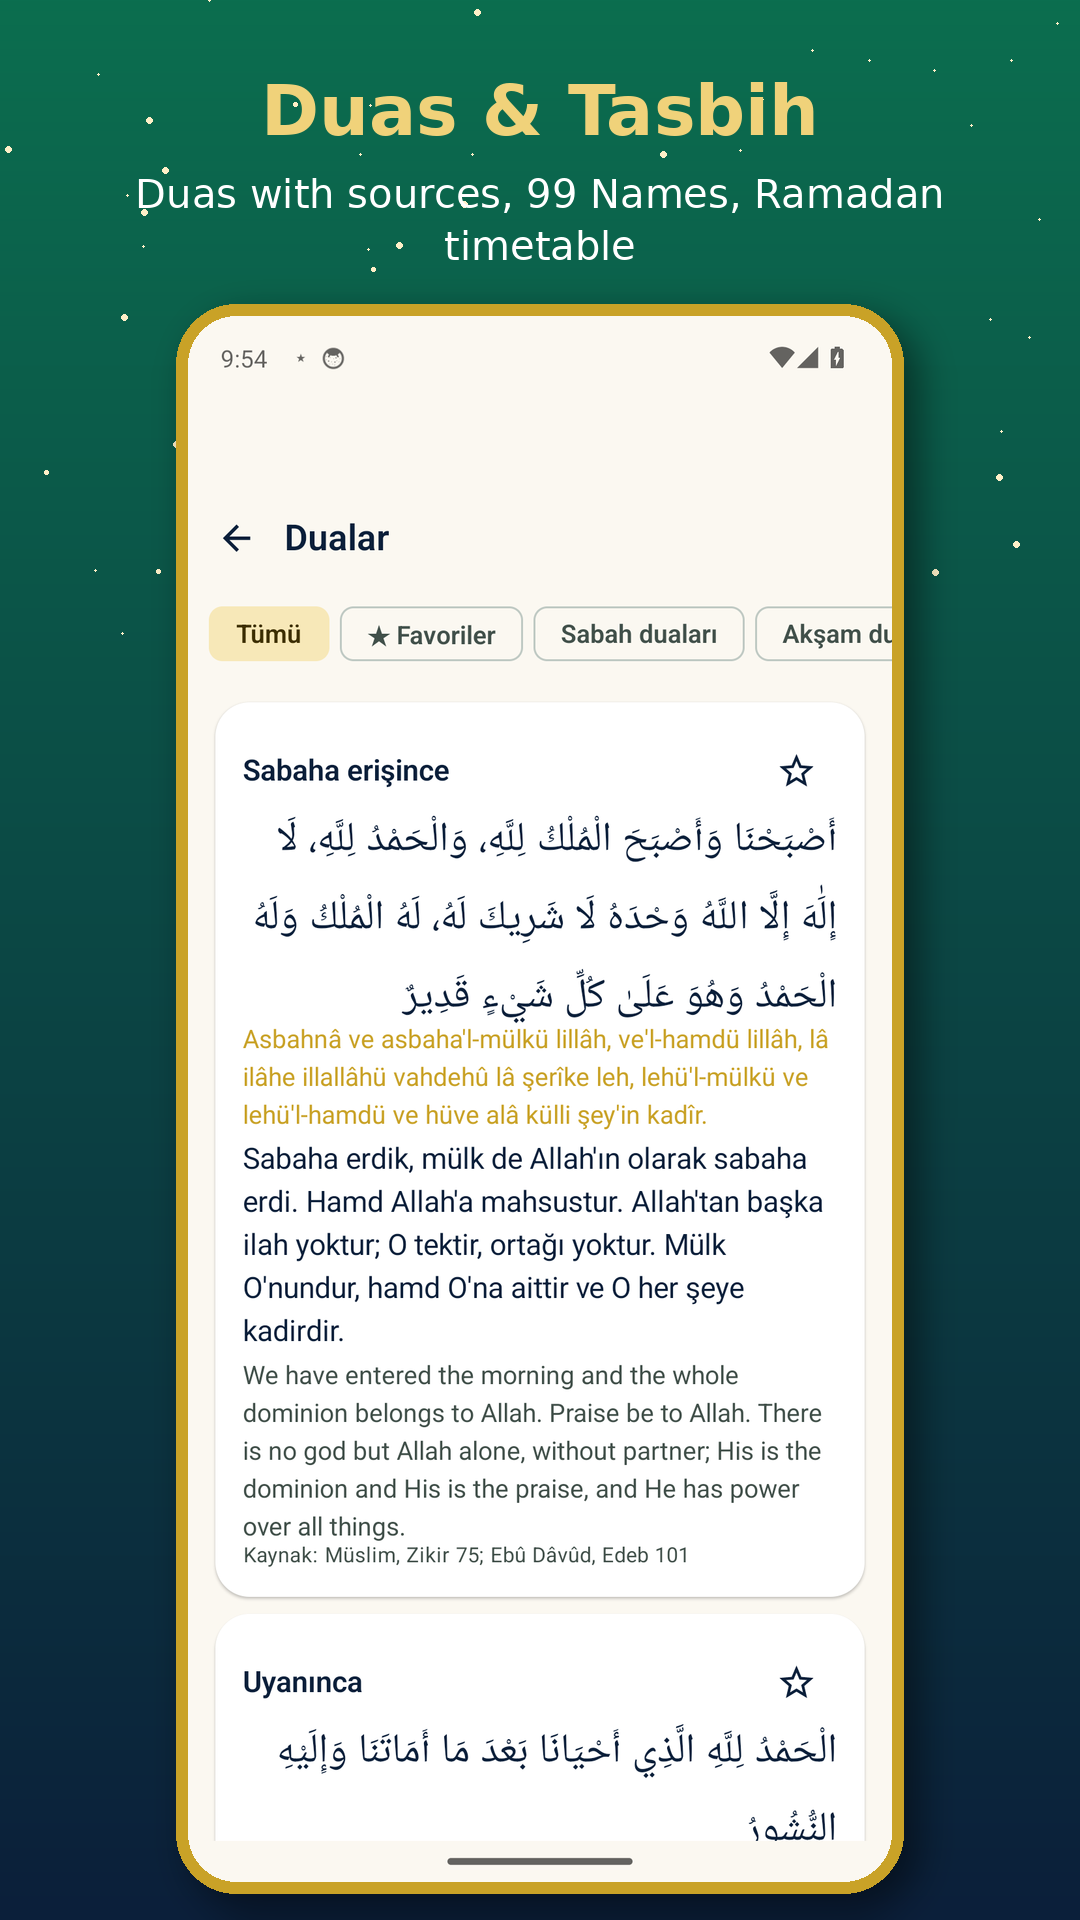 Duas & Tasbih
Duas with sources, 99 Names, Ramadan
timetable
9:54
Dualar
Tümü
★ Favoriler
Sabah duaları
Akşam du
Sabaha erişince
أَصْبَحْنَا وَأَصْبَحَ الْمُلْكُ لِلَّهِ، وَالْحَمْدُ لِلَّهِ، لَا
إِلَٰهَ إِلَّا اللَّهُ وَحْدَهُ لَا شَرِيكَ لَهُ، لَهُ الْمُلْكُ وَلَهُ
الْحَمْدُ وَهُوَ عَلَىٰ كُلِّ شَيْءٍ قَدِيرٌ
Asbahnâ ve asbaha'l-mülkü lillâh, ve'l-hamdü lillâh, lâ
ilâhe illallâhü vahdehû lâ şerîke leh, lehü'l-mülkü ve
lehü'l-hamdü ve hüve alâ külli şey'in kadîr.
Sabaha erdik, mülk de Allah'ın olarak sabaha
erdi. Hamd Allah'a mahsustur. Allah'tan başka
ilah yoktur; O tektir, ortağı yoktur. Mülk
O'nundur, hamd O'na aittir ve O her şeye
kadirdir.
We have entered the morning and the whole
dominion belongs to Allah. Praise be to Allah. There
is no god but Allah alone, without partner; His is the
dominion and His is the praise, and He has power
over all things.
Kaynak: Müslim, Zikir 75; Ebû Dâvûd, Edeb 101
Uyanınca
الْحَمْدُ لِلَّهِ الَّذِي أَحْيَانَا بَعْدَ مَا أَمَاتَنَا وَإِلَيْهِ
النُّشُورُ